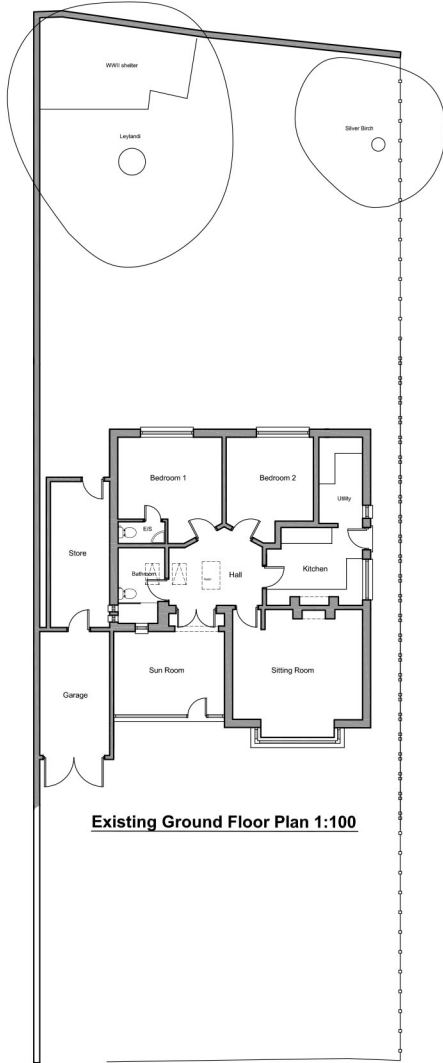 WWII shelter
Leylandi
Silver Birch
Bedroom 1
Bedroom 2
Utility
E/S
Store
Bathroom
Hall
Kitchen
Sun Room
Sitting Room
Garage
Existing Ground Floor Plan 1:100